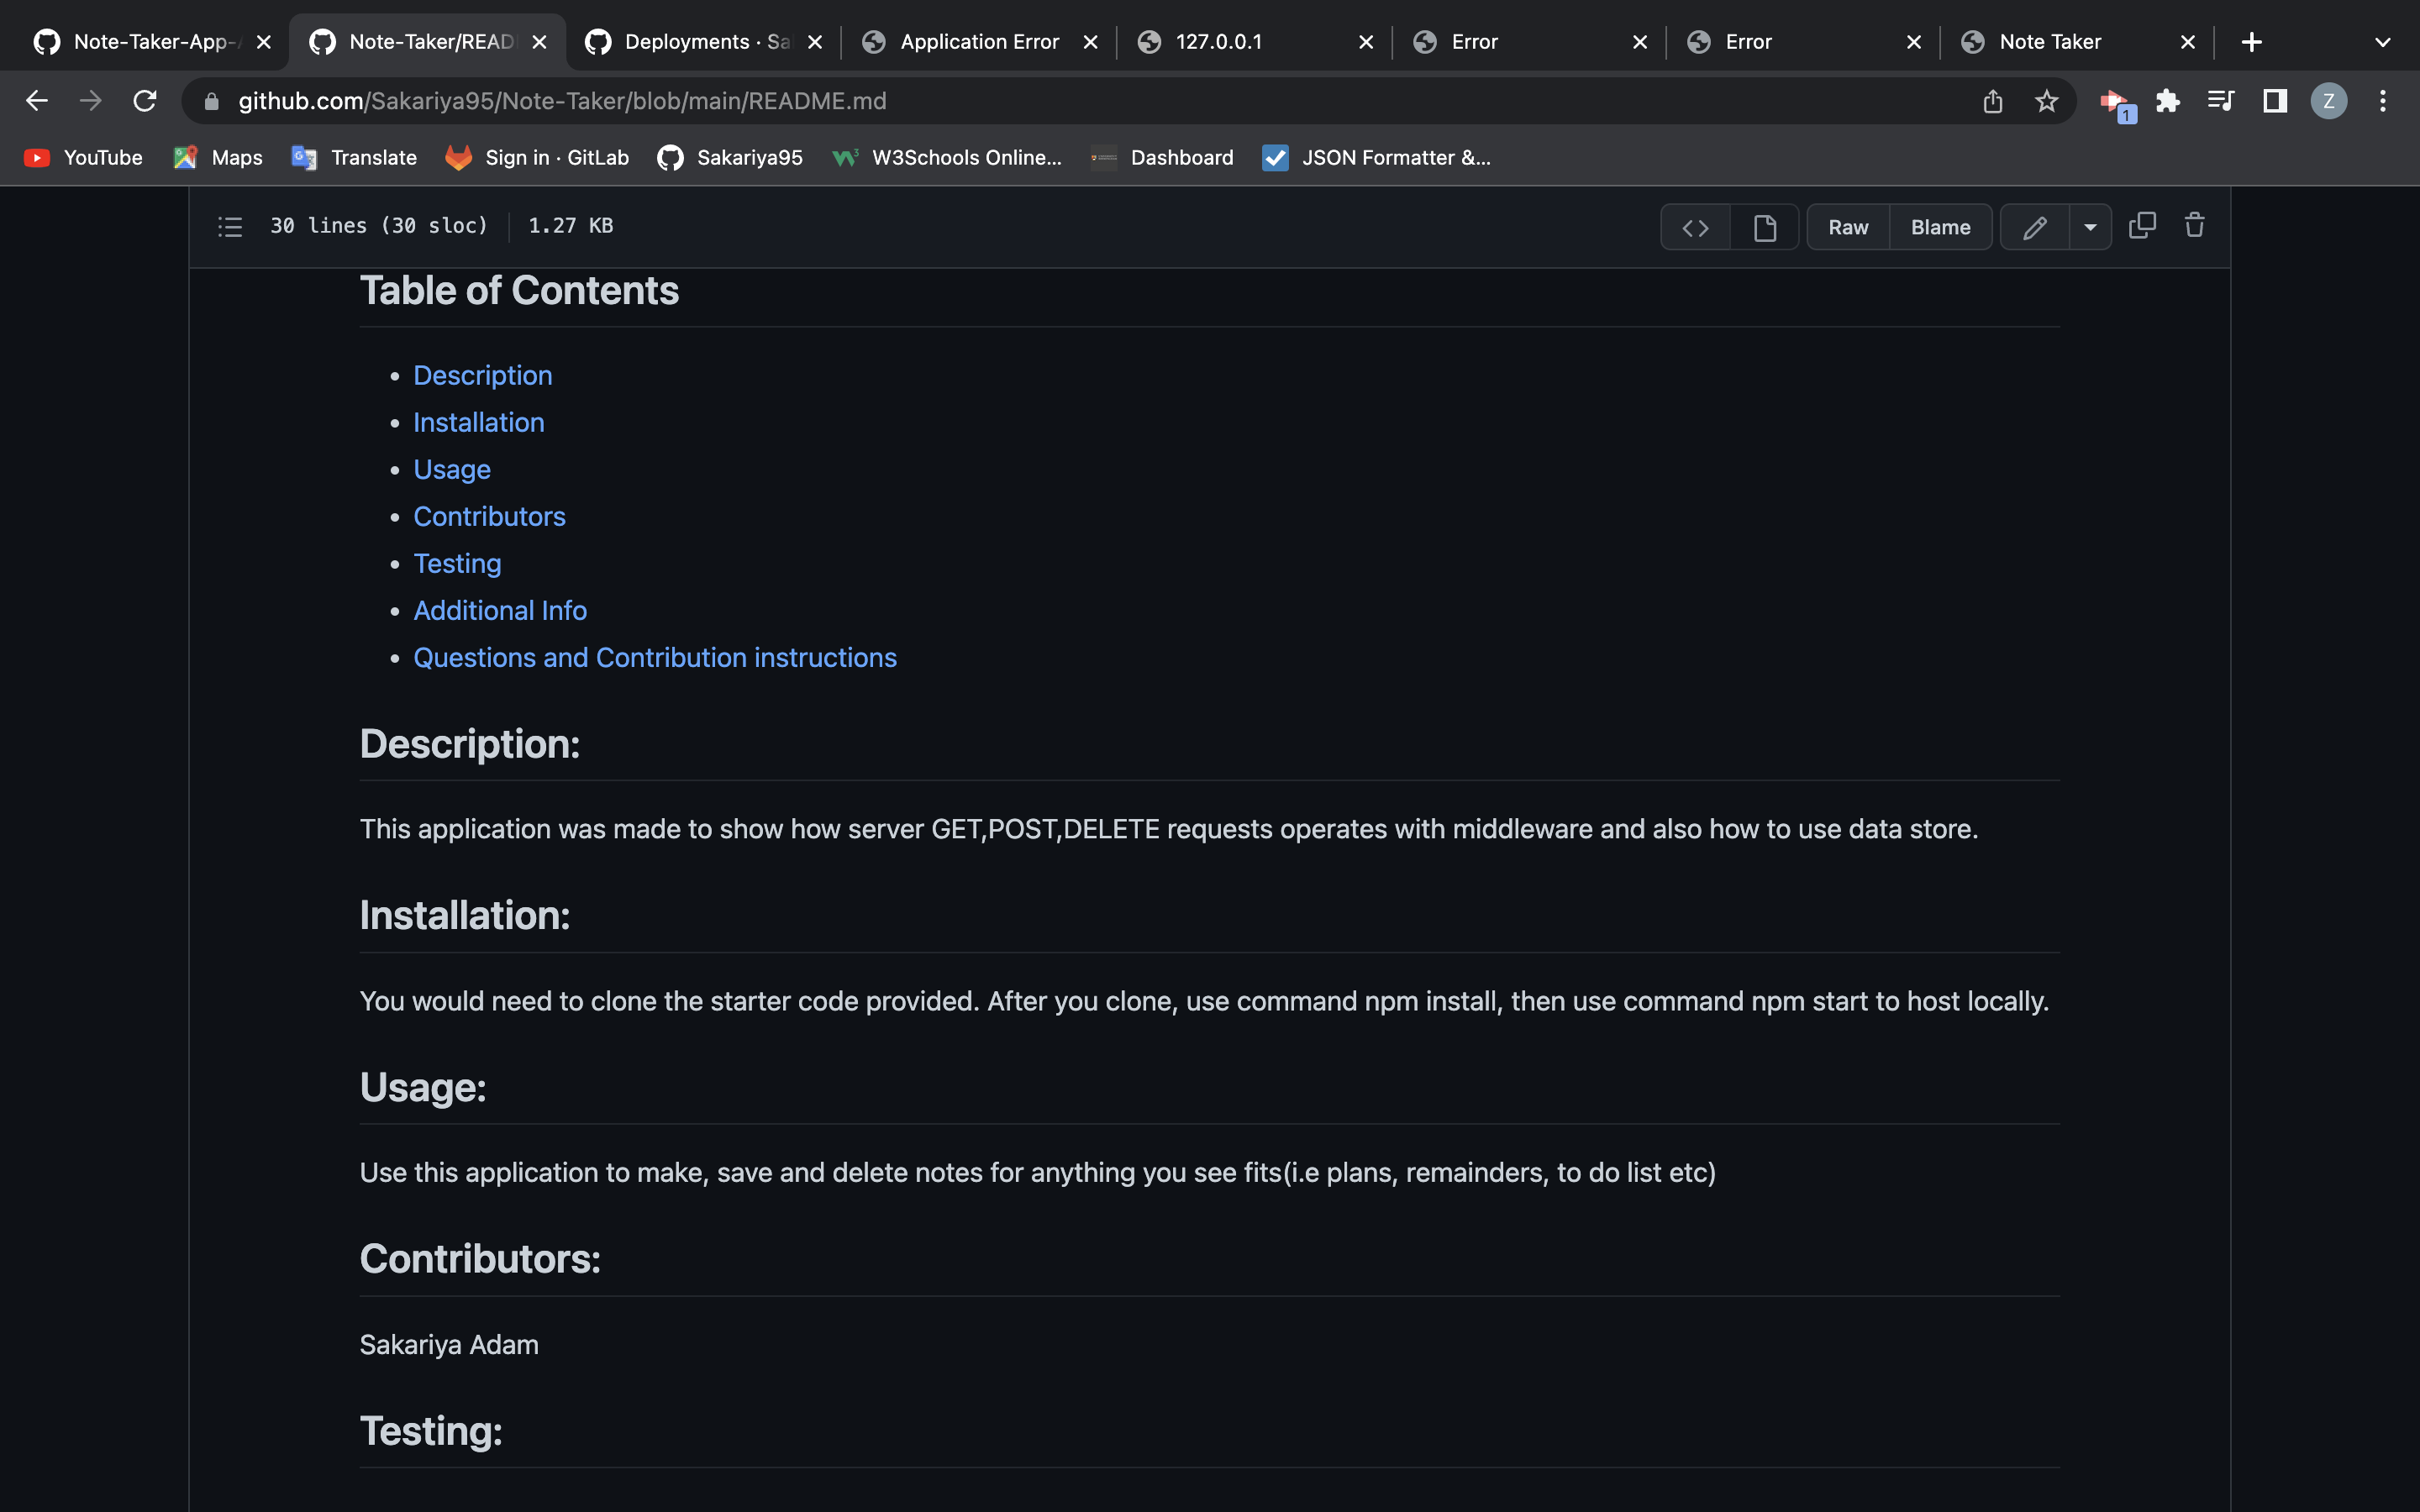 Note-Taker-App-
Note-Taker/READ
Deployments · Sa
Application Error
127.0.0.1
Error
Error
Note Taker
github.com/Sakariya95/Note-Taker/blob/main/README.md
1
Z
YouTube
Maps
Translate
Sign in · GitLab
Sakariya95
W3Schools Online...
Dashboard
JSON Formatter &...
30 lines (30 sloc)
1.27 KB
Raw
Blame
Table of Contents
• Description
• Installation
• Usage
• Contributors
• Testing
• Additional Info
• Questions and Contribution instructions
Description:
This application was made to show how server GET,POST,DELETE requests operates with middleware and also how to use data store.
Installation:
You would need to clone the starter code provided. After you clone, use command npm install, then use command npm start to host locally.
Usage:
Use this application to make, save and delete notes for anything you see fits(i.e plans, remainders, to do list etc)
Contributors:
Sakariya Adam
Testing: